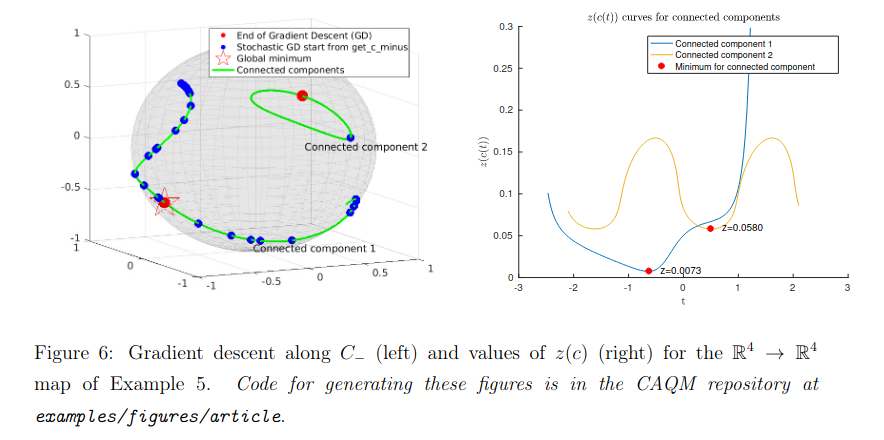 End of Gradient Descent (GD)
Stochastic GD start from get_c_minus
Global minimum
Connected components
1
0.5
0
-0.5
-1
1
0
-1
-1
-0.5
0
0.5
1
Connected component 2
Connected component 1
z(c(t)) curves for connected components
Connected component 1
Connected component 2
Minimum for connected component
z(c(t))
0.3
0.25
0.2
0.15
0.1
0.05
0
-3
-2
-1
0
1
2
3
t
z=0.0580
z=0.0073
Figure 6: Gradient descent along C₋ (left) and values of z(c) (right) for the ℝ⁴ → ℝ⁴
map of Example 5. Code for generating these figures is in the CAQM repository at
examples/figures/article.